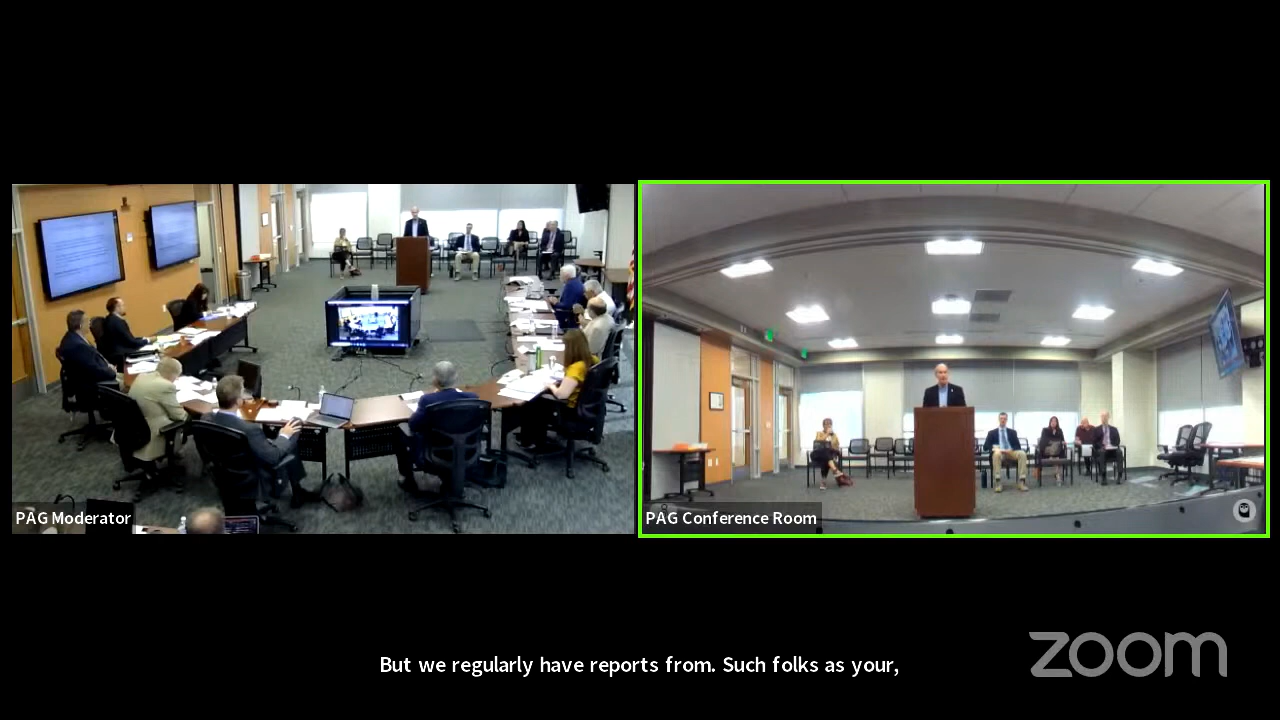 PAG Moderator
PAG Conference Room
But we regularly have reports from. Such folks as your,
zoom